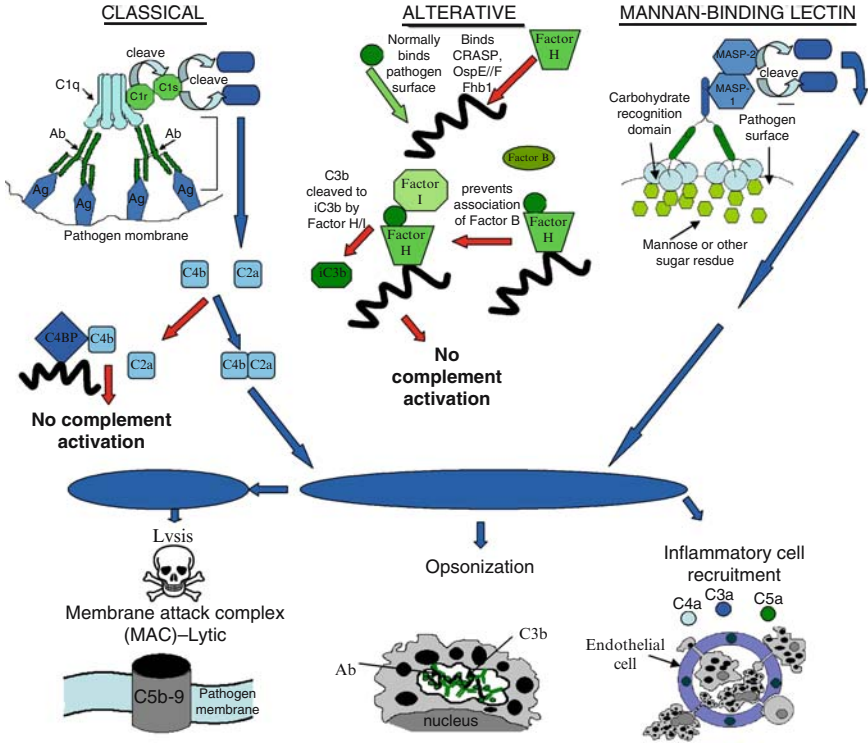 CLASSICAL
ALTERATIVE
MANNAN-BINDING LECTIN
cleave
C1q
C1s
C1r
cleave
Ab
Ab
Ag
Ag
Ag
Ag
Pathogen membrane
Normally
binds
pathogen
surface
Binds
CRASP,
OspE//F
Fhb1
Factor
H
Factor B
C3b
cleaved to
iC3b by
Factor H/I
Factor
I
prevents
association
of Factor B
Factor
H
Factor
H
iC3b
No
complement
activation
MASP-2
cleave
MASP-
1
Carbohydrate
recognition
domain
Pathogen
surface
Mannose or other
sugar resdue
C4b
C2a
C4BP
C4b
C2a
C4b
C2a
No complement
activation
Lysis
Membrane attack complex
(MAC)–Lytic
C5b-9
Pathogen
membrane
Opsonization
C3b
Ab
nucleus
Inflammatory cell
recruitment
C4a
C3a
C5a
Endothelial
cell